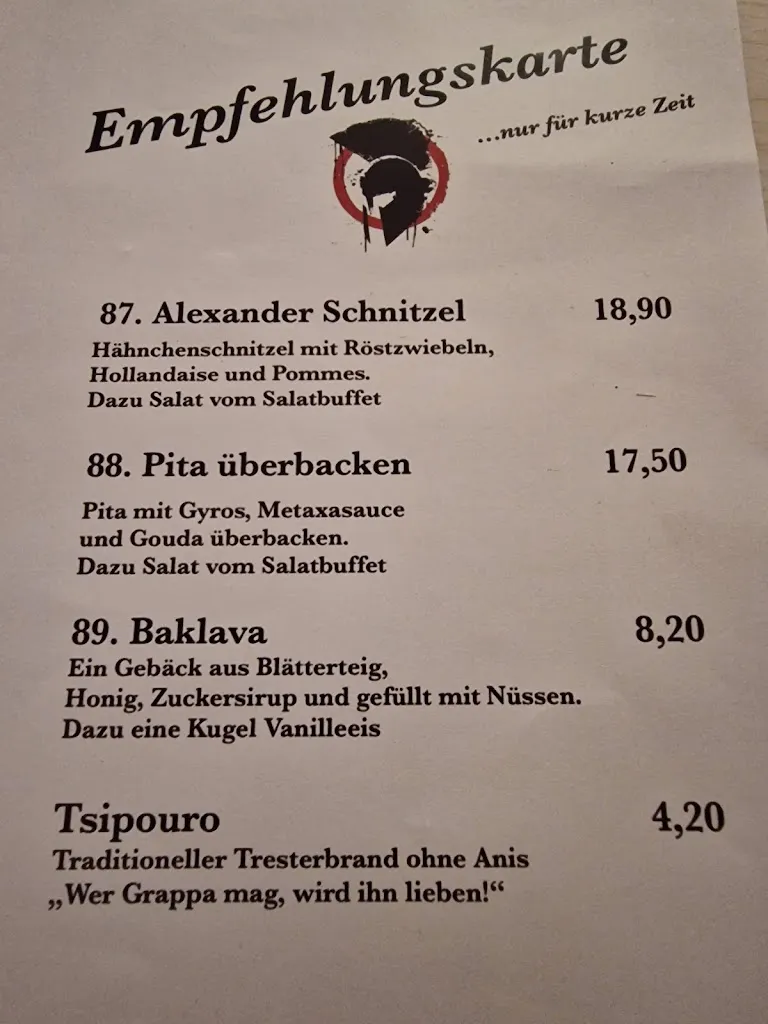 Empfehlungskarte
...nur für kurze Zeit
87. Alexander Schnitzel 18,90
Hähnchenschnitzel mit Röstzwiebeln,
Hollandaise und Pommes.
Dazu Salat vom Salatbuffet
88. Pita überbacken 17,50
Pita mit Gyros, Metaxasauce
und Gouda überbacken.
Dazu Salat vom Salatbuffet
89. Baklava 8,20
Ein Gebäck aus Blätterteig,
Honig, Zuckersirup und gefüllt mit Nüssen.
Dazu eine Kugel Vanilleeis
Tsipouro 4,20
Traditioneller Tresterbrand ohne Anis
„Wer Grappa mag, wird ihn lieben!“